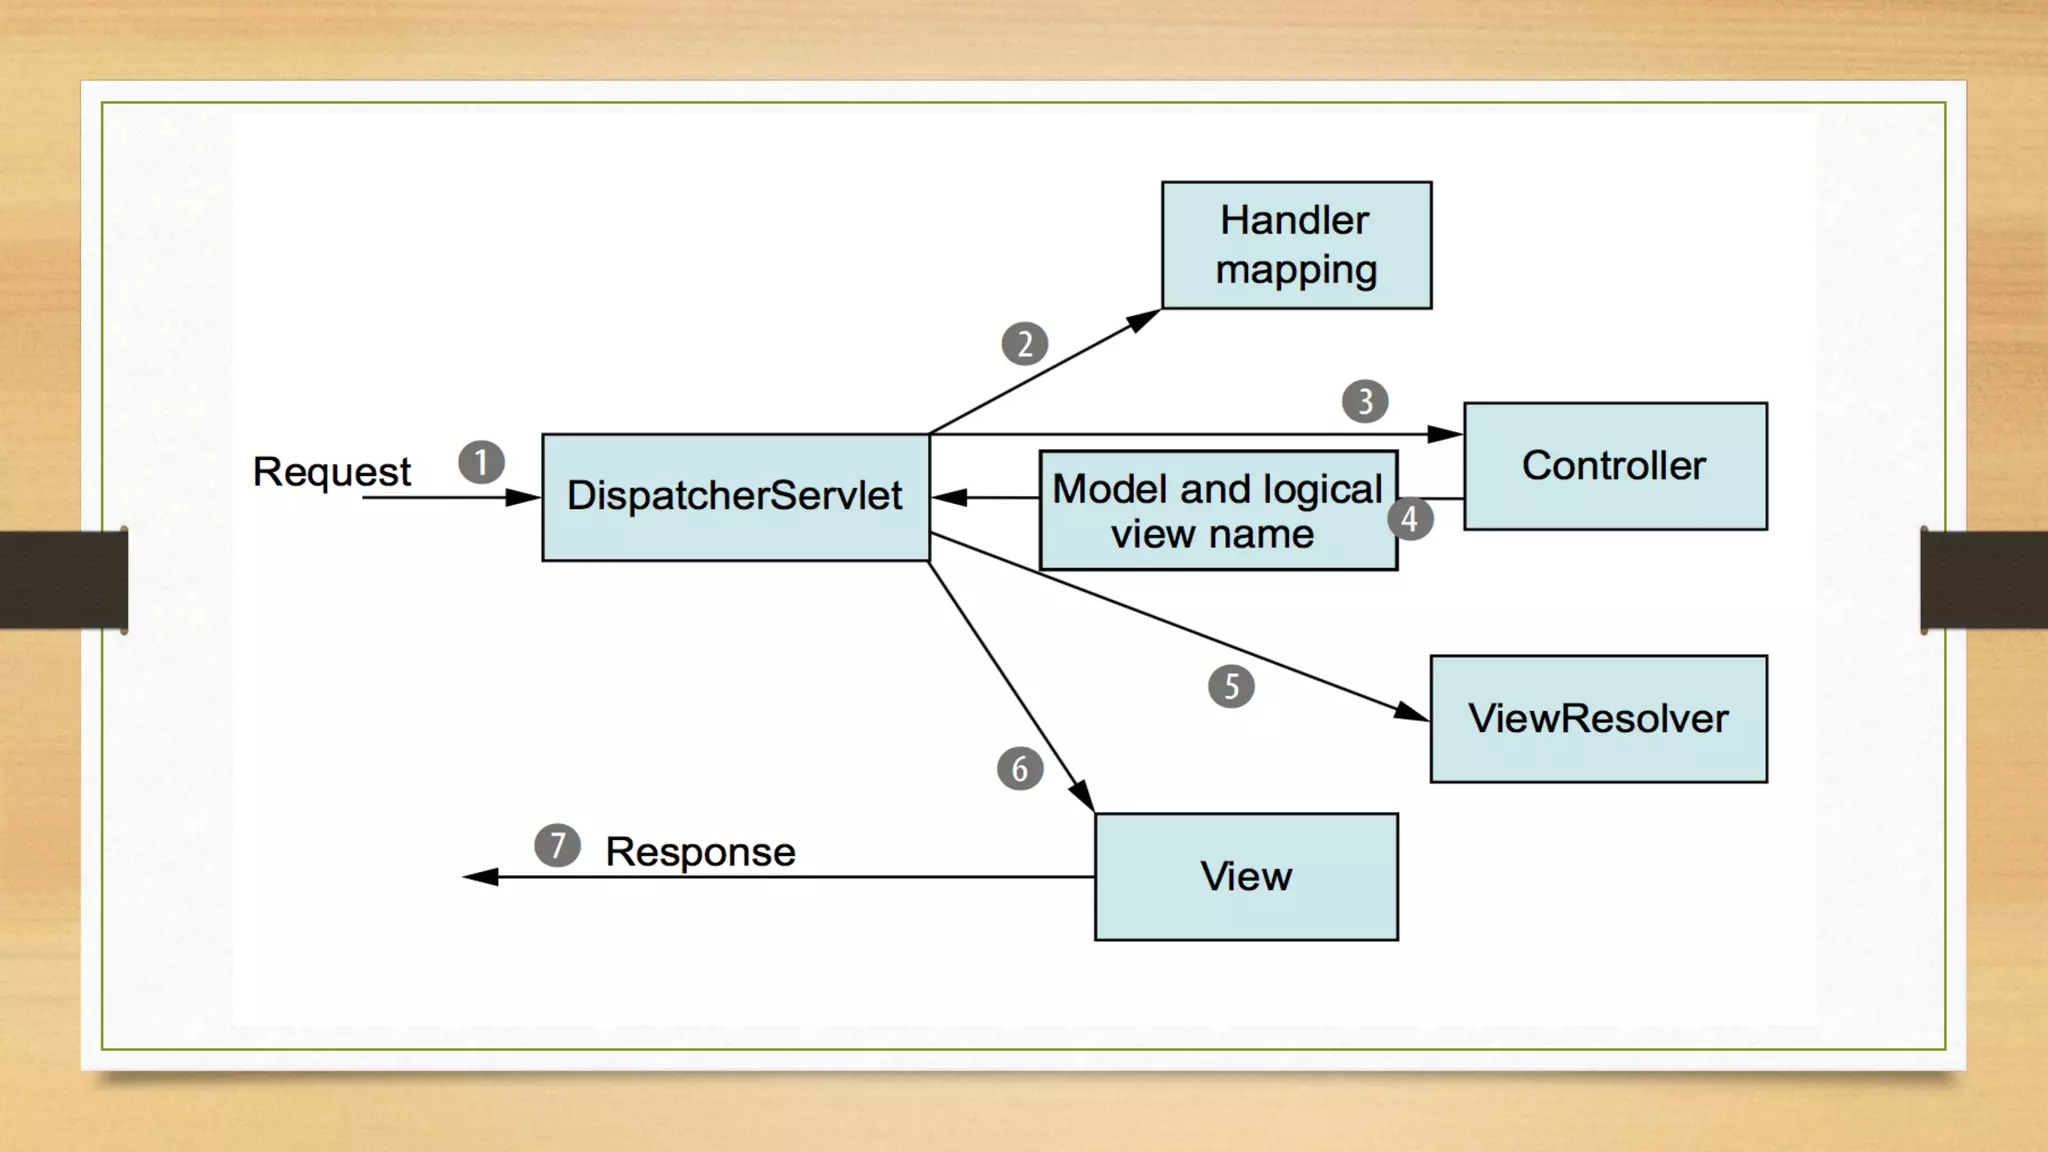 Handler
mapping
2
3
Request
1
DispatcherServlet
Model and logical
view name
4
Controller
5
ViewResolver
6
7
Response
View